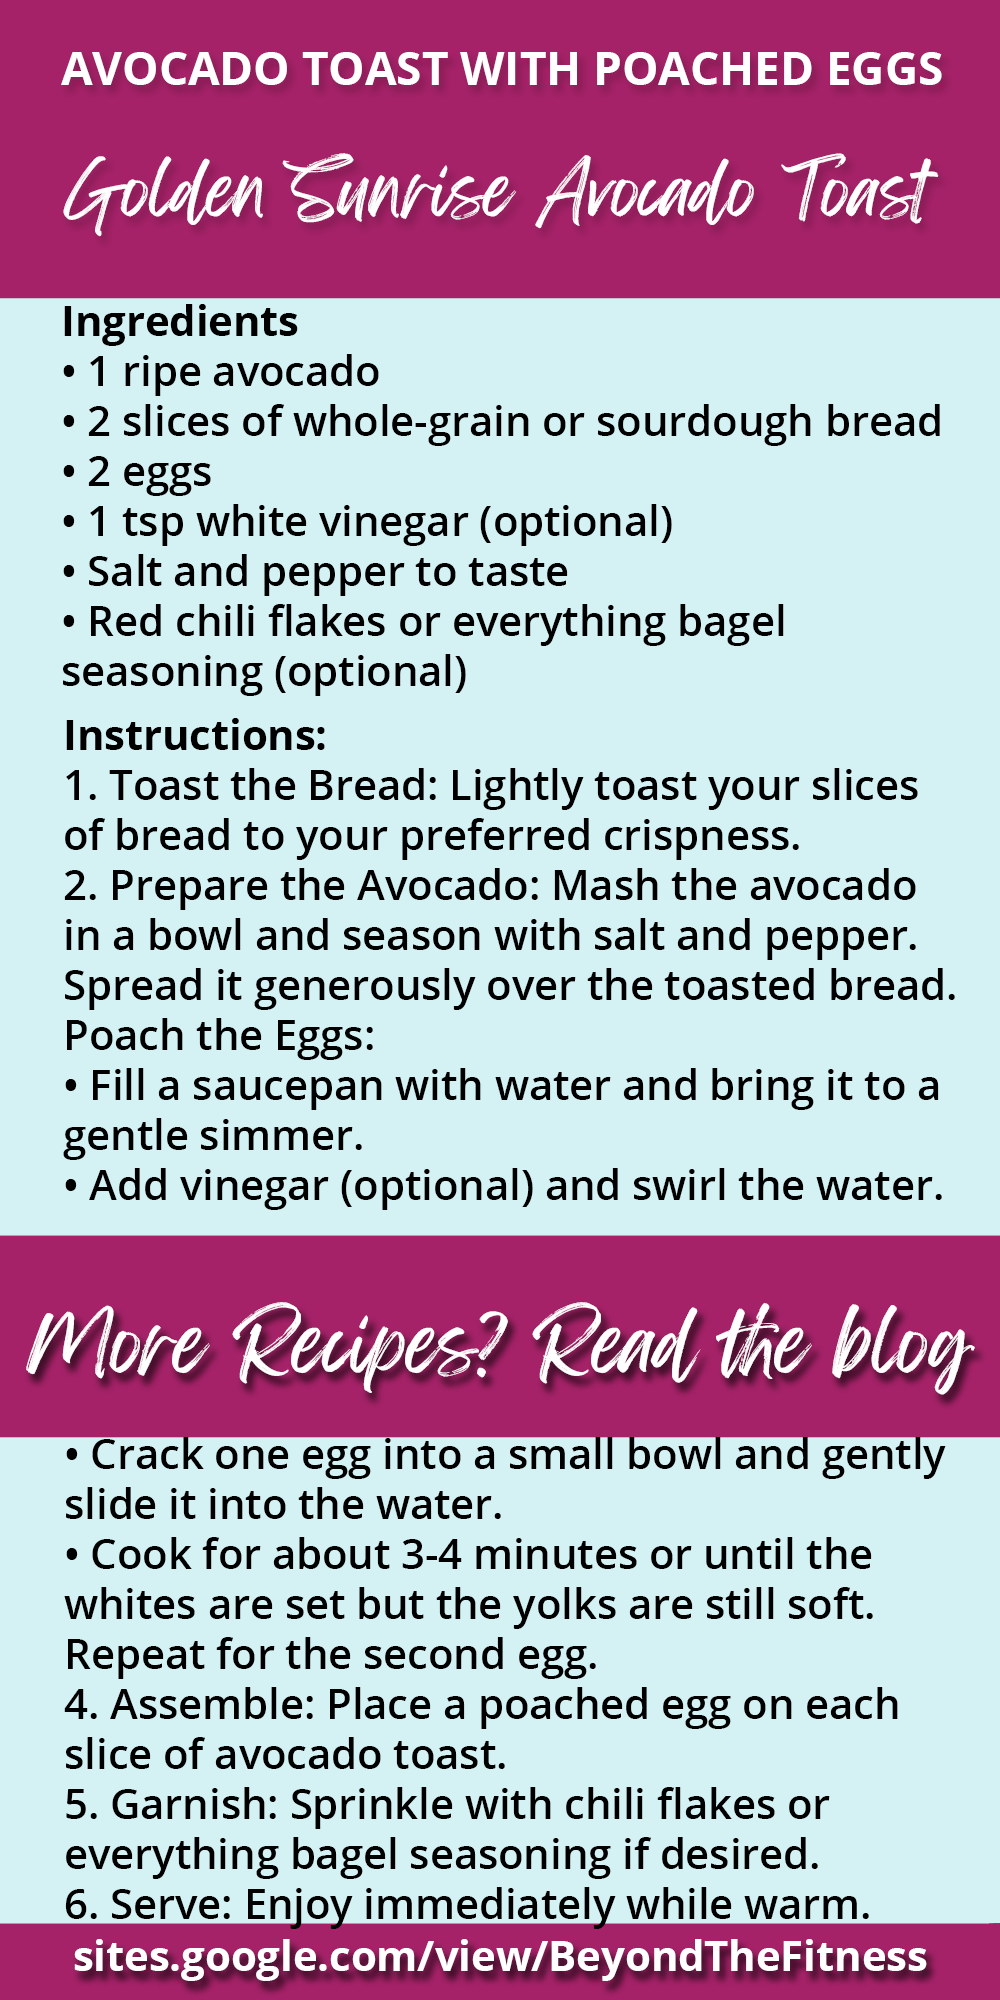 AVOCADO TOAST WITH POACHED EGGS
Golden Sunrise Avocado Toast
Ingredients
• 1 ripe avocado
• 2 slices of whole-grain or sourdough bread
• 2 eggs
• 1 tsp white vinegar (optional)
• Salt and pepper to taste
• Red chili flakes or everything bagel
seasoning (optional)
Instructions:
1. Toast the Bread: Lightly toast your slices
of bread to your preferred crispness.
2. Prepare the Avocado: Mash the avocado
in a bowl and season with salt and pepper.
Spread it generously over the toasted bread.
Poach the Eggs:
• Fill a saucepan with water and bring it to a
gentle simmer.
• Add vinegar (optional) and swirl the water.
More Recipes? Read the blog
• Crack one egg into a small bowl and gently
slide it into the water.
• Cook for about 3-4 minutes or until the
whites are set but the yolks are still soft.
Repeat for the second egg.
4. Assemble: Place a poached egg on each
slice of avocado toast.
5. Garnish: Sprinkle with chili flakes or
everything bagel seasoning if desired.
6. Serve: Enjoy immediately while warm.
sites.google.com/view/BeyondTheFitness